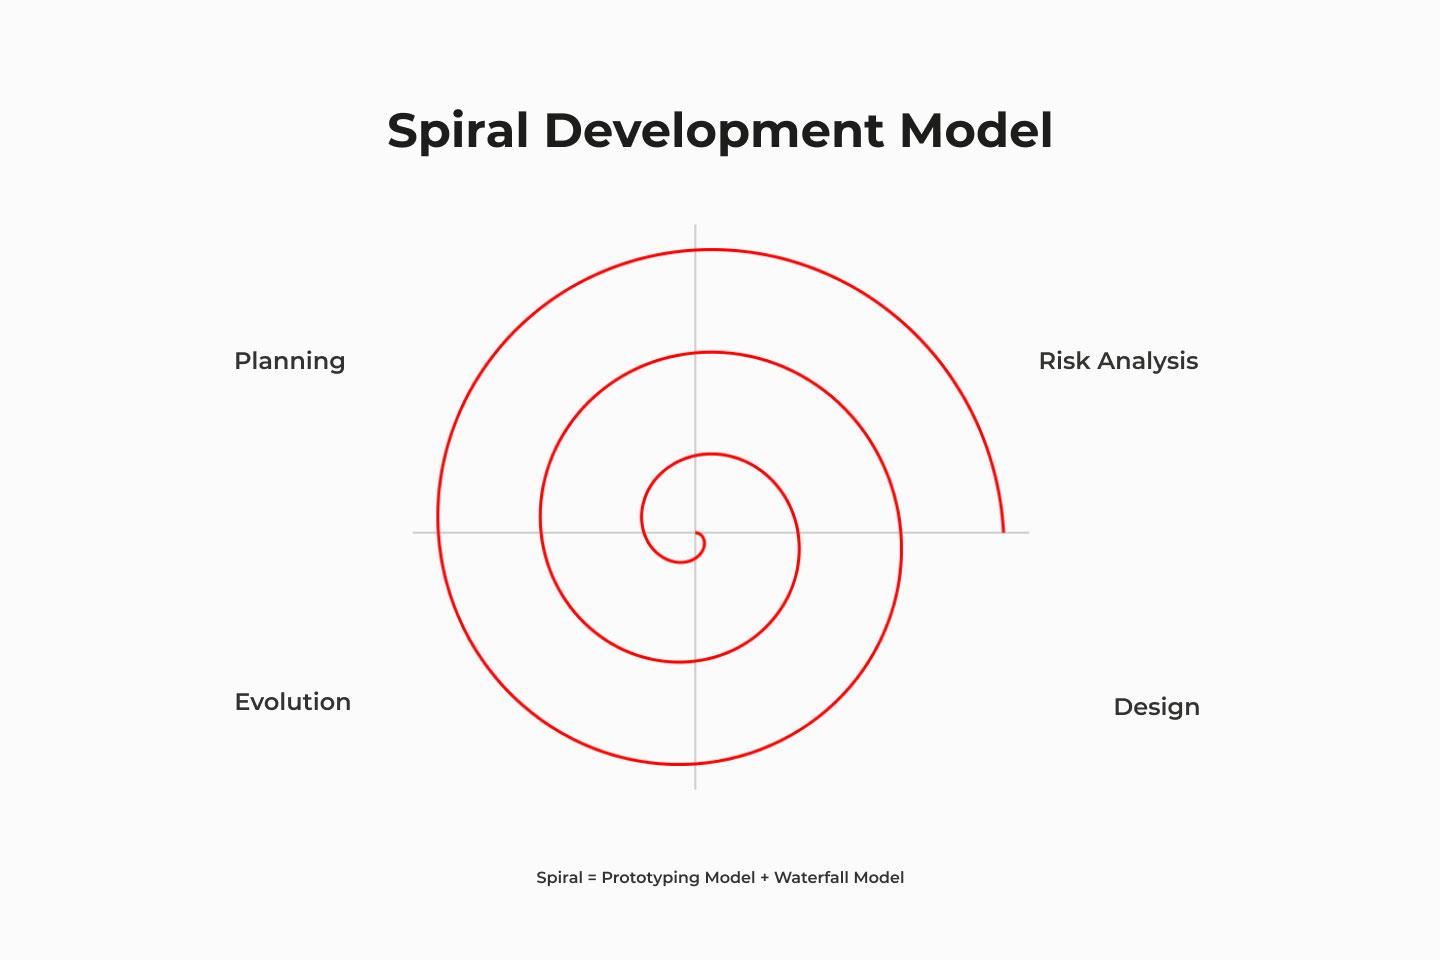 Spiral Development Model
Planning
Risk Analysis
Evolution
Design
Spiral = Prototyping Model + Waterfall Model